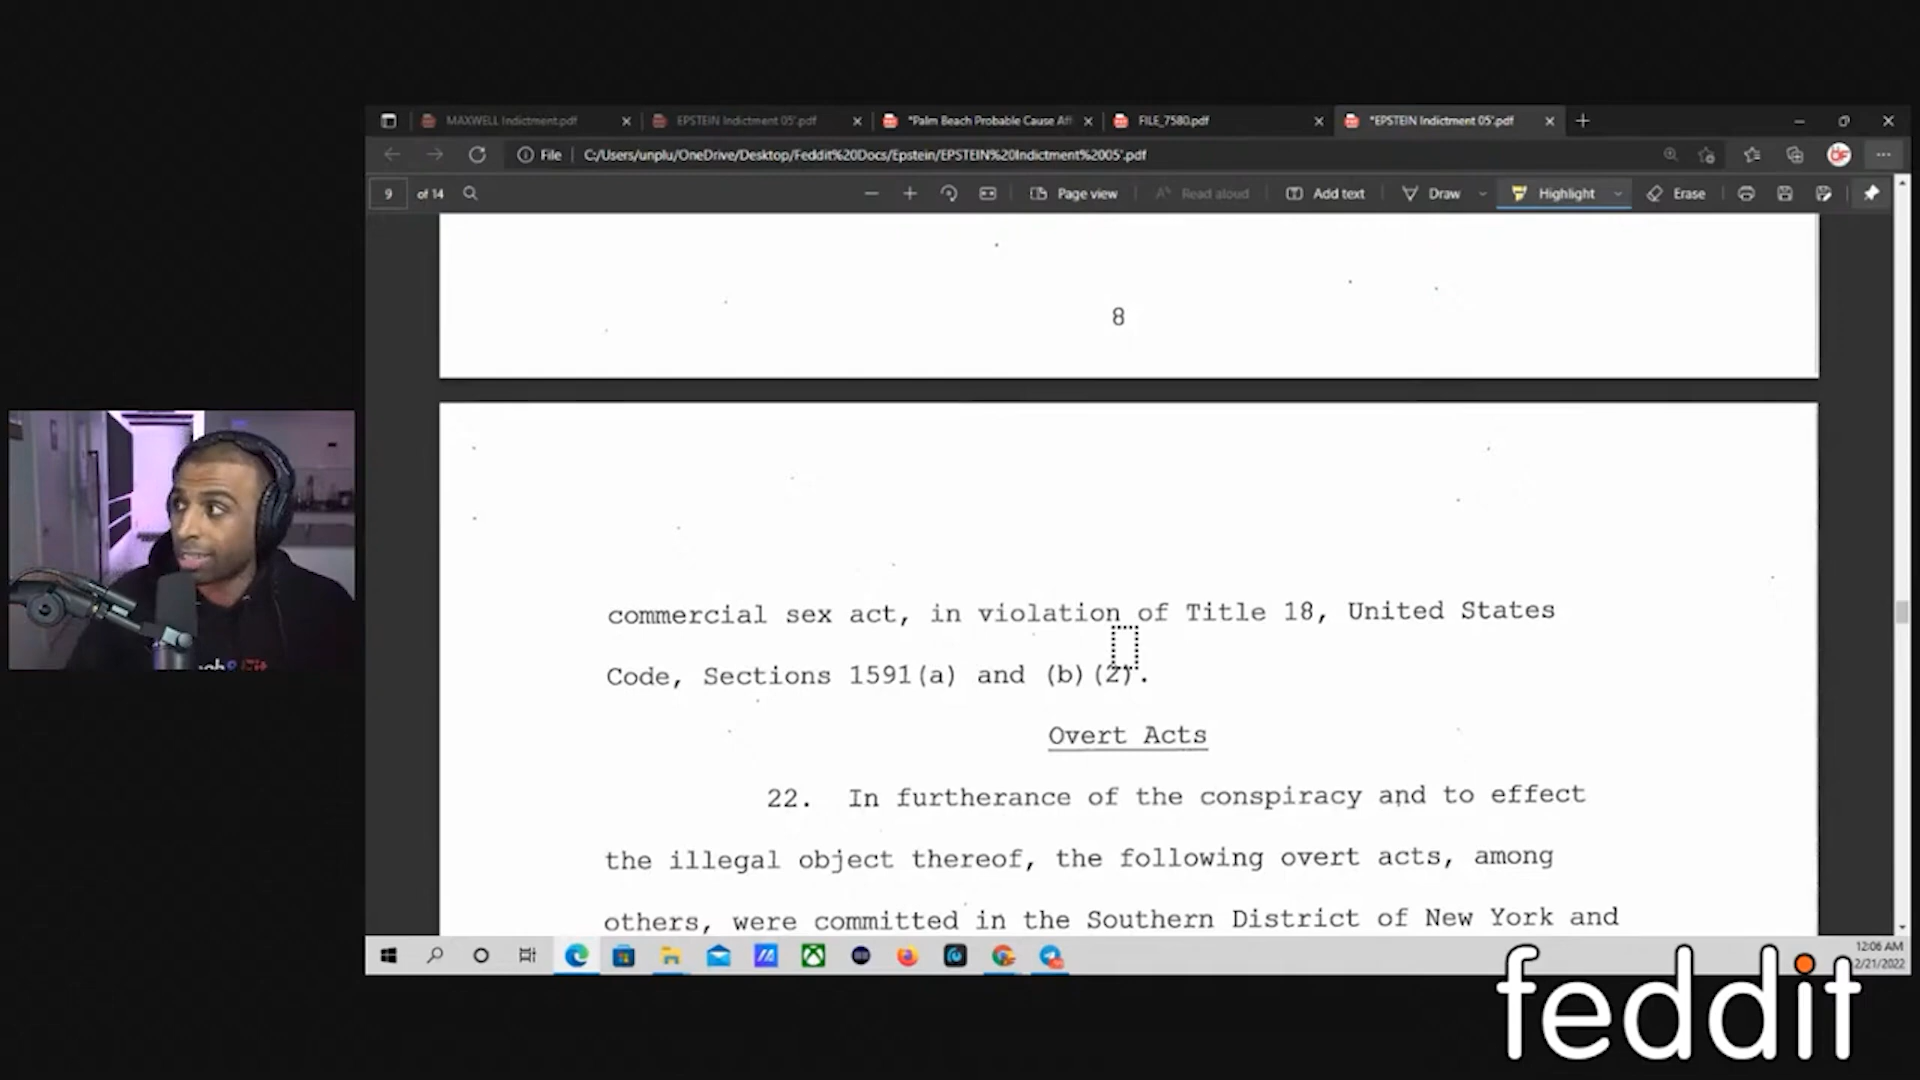 MAXWELL Indictment.pdf
EPSTEIN Indictment 05'.pdf
*Palm Beach Probable Cause Aff
FILE_7580.pdf
*EPSTEIN Indictment 05'.pdf
File
C:/Users/unplu/OneDrive/Desktop/Feddit%20Docs/Epstein/EPSTEIN%20Indictment%2005'.pdf
9 of 14
Page view
Read aloud
Add text
Draw
Highlight
Erase
8
commercial sex act, in violation of Title 18, United States
Code, Sections 1591(a) and (b)(2).
Overt Acts
22. In furtherance of the conspiracy and to effect
the illegal object thereof, the following overt acts, among
others, were committed in the Southern District of New York and
12:06 AM
2/21/2022
feddit